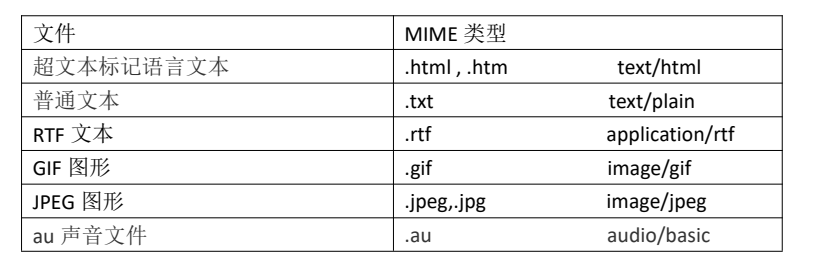 文件 MIME 类型
超文本标记语言文本 .html , .htm text/html
普通文本 .txt text/plain
RTF 文本 .rtf application/rtf
GIF 图形 .gif image/gif
JPEG 图形 .jpeg,.jpg image/jpeg
au 声音文件 .au audio/basic